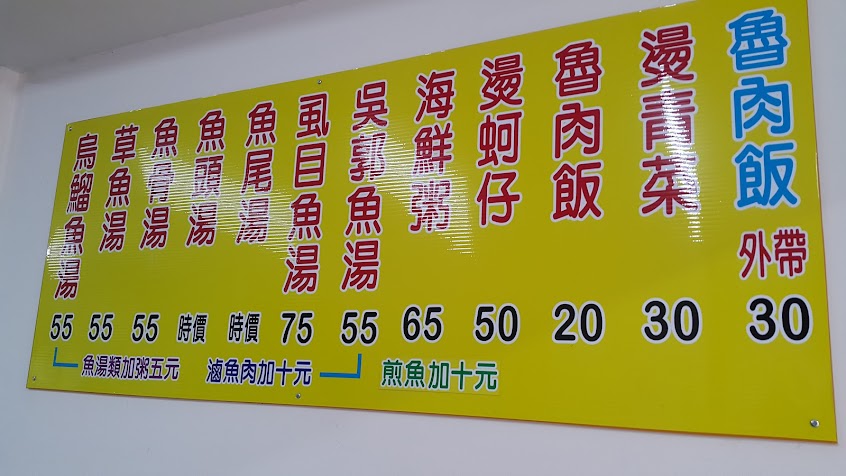 魯肉飯
外帶
30
燙青菜
30
魯肉飯
20
燙蚵仔
50
海鮮粥
65
吳郭魚湯
55
虱目魚湯
75
魚尾湯
時價
魚頭湯
時價
魚骨湯
55
草魚湯
55
烏鰡魚湯
55
魚湯類加粥五元
滷魚肉加十元
煎魚加十元